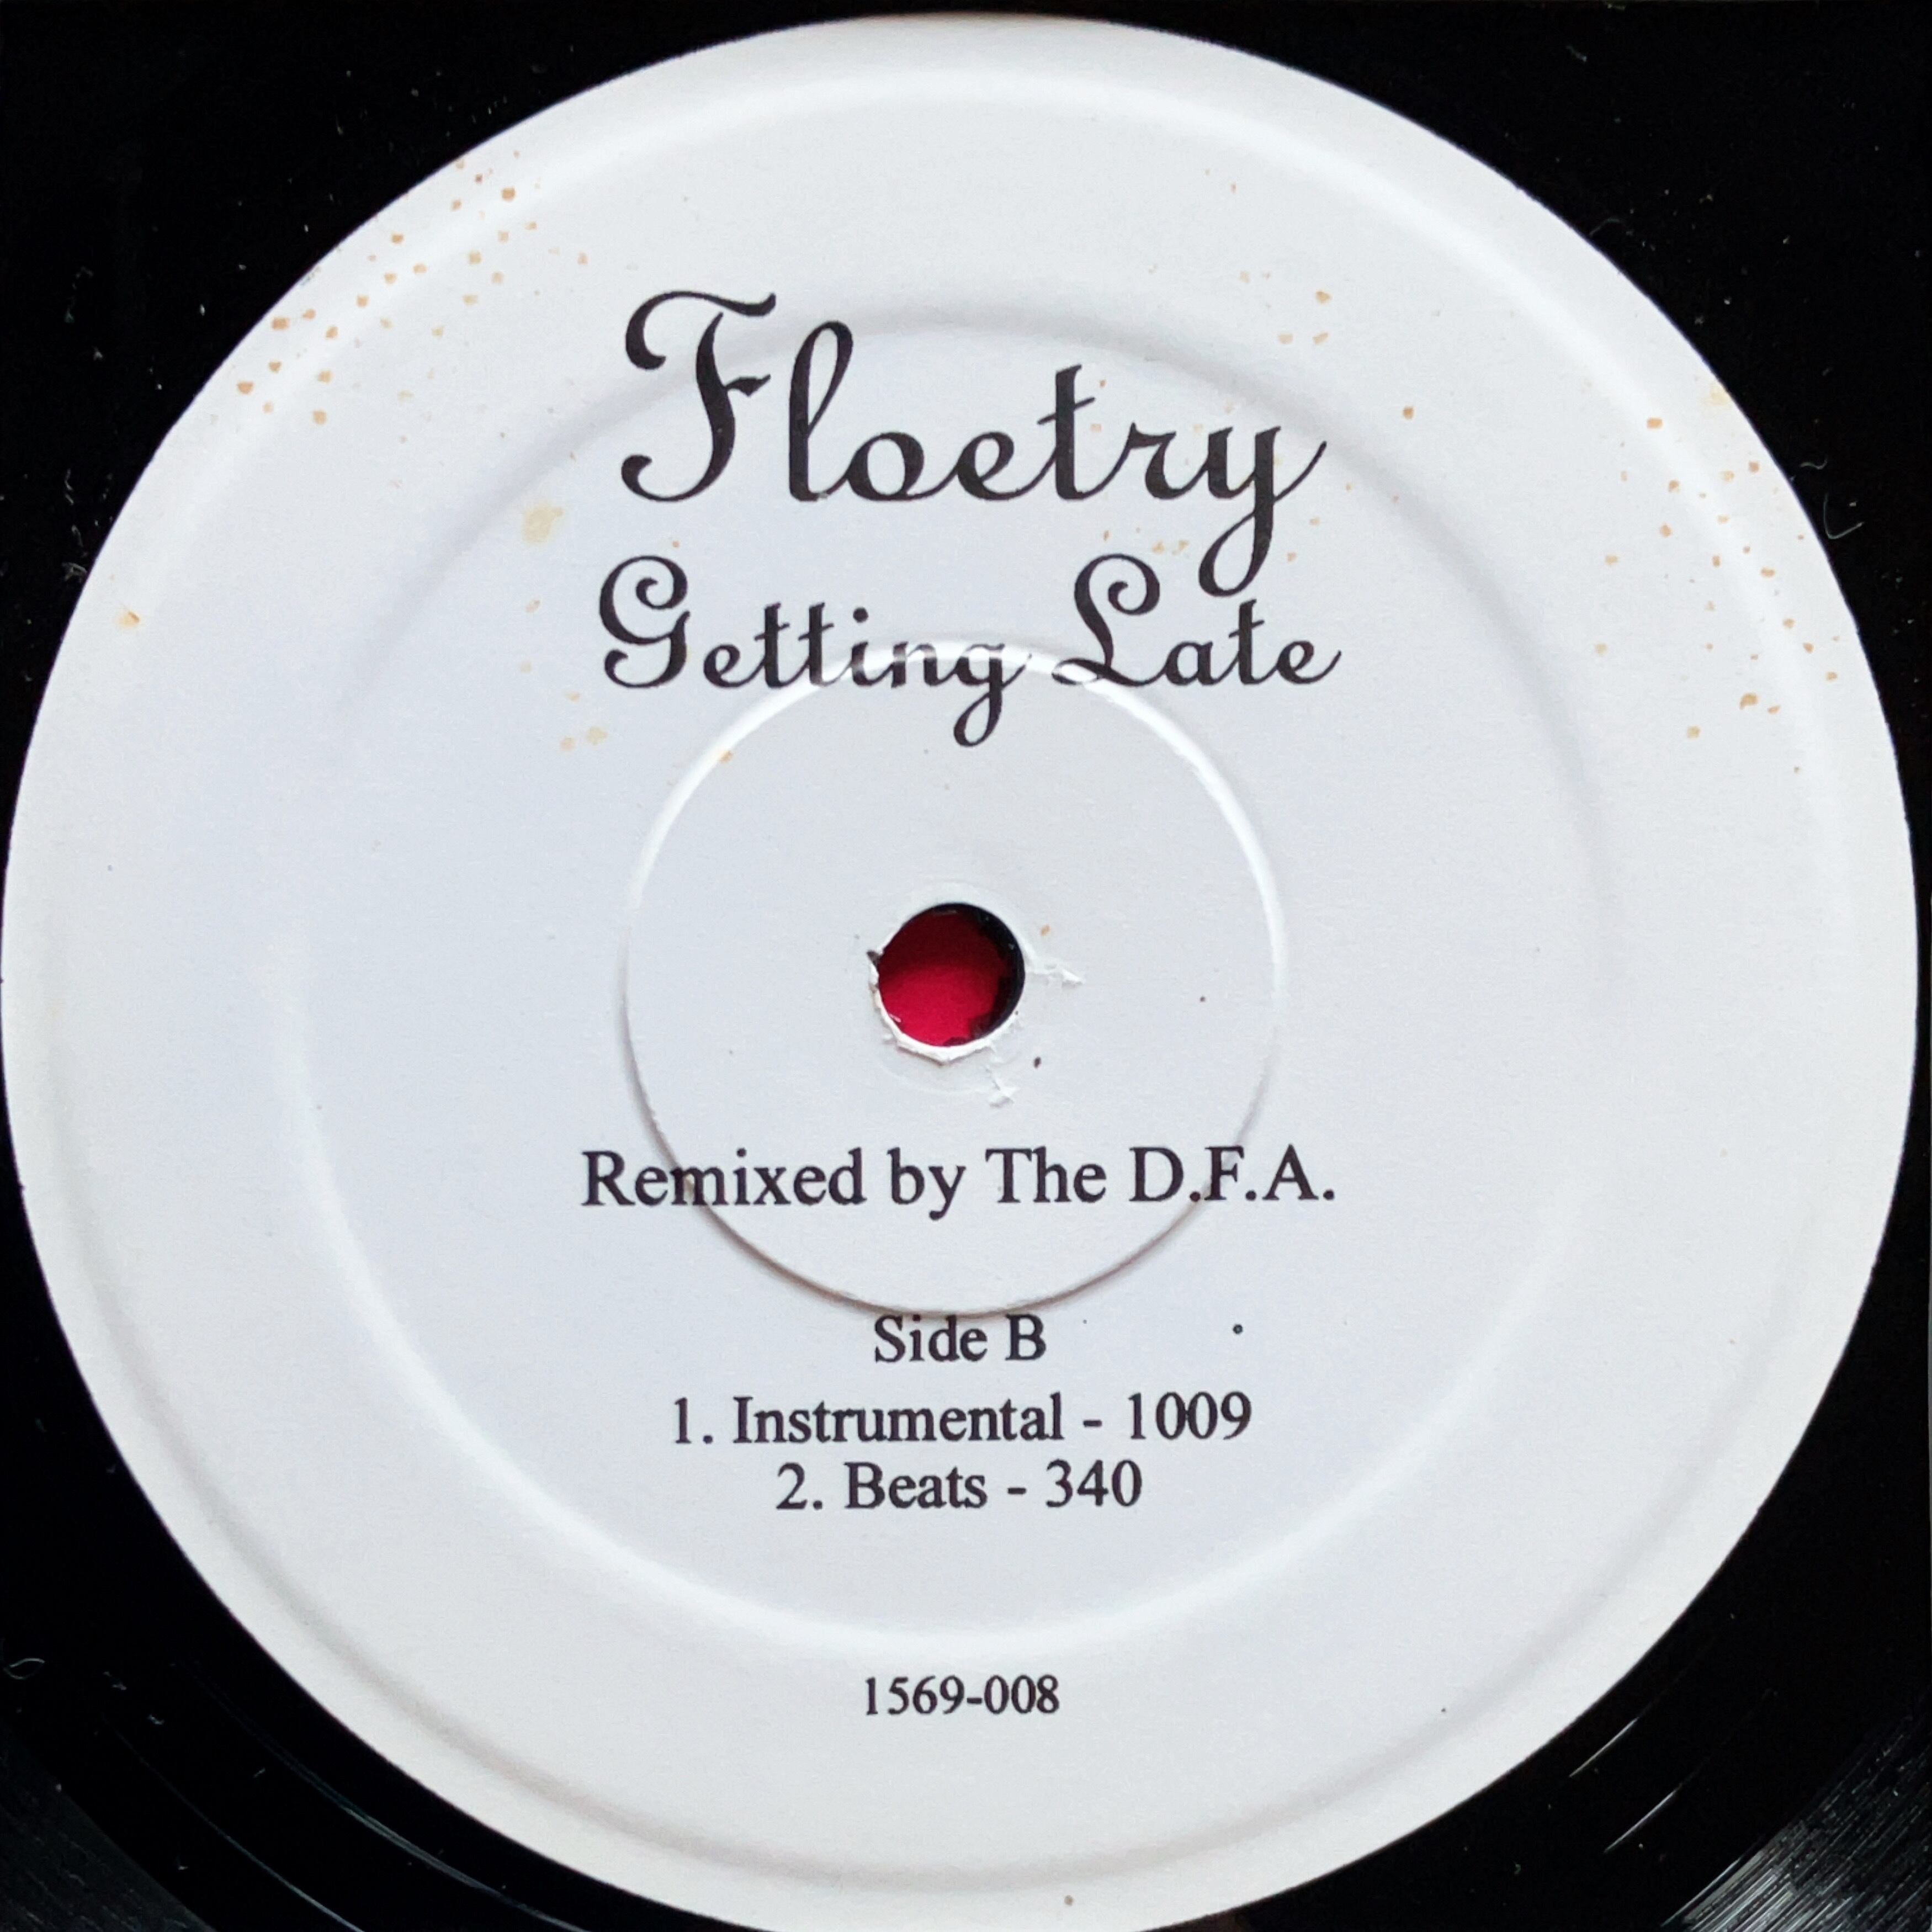 Floetry
Getting Late
Remixed by The D.F.A.
Side B
1. Instrumental - 1009
2. Beats - 340
1569-008